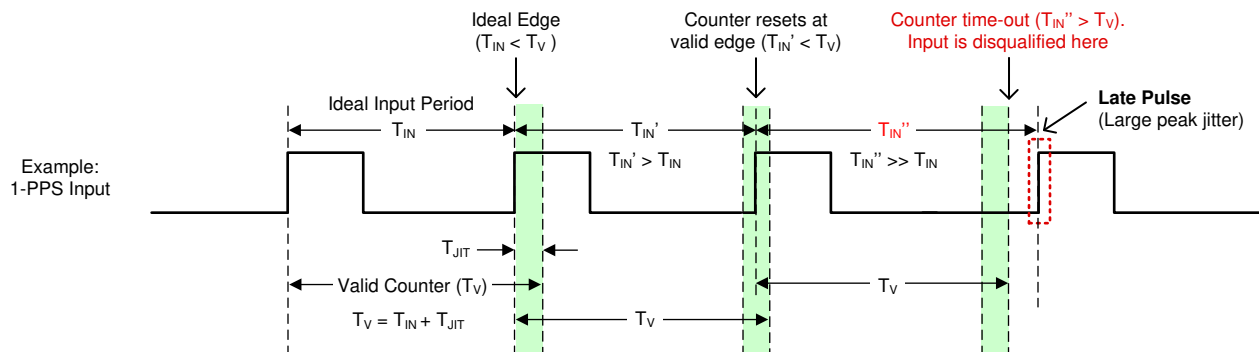 Ideal Edge
(TIN < TV )
Counter resets at
valid edge (TIN' < TV)
Counter time-out (TIN'' > TV).
Input is disqualified here
Late Pulse
(Large peak jitter)
Ideal Input Period
TIN
TIN'
TIN''
Example:
1-PPS Input
TIN' > TIN
TIN'' >> TIN
TJIT
Valid Counter (TV)
TV
TV = TIN + TJIT
TV